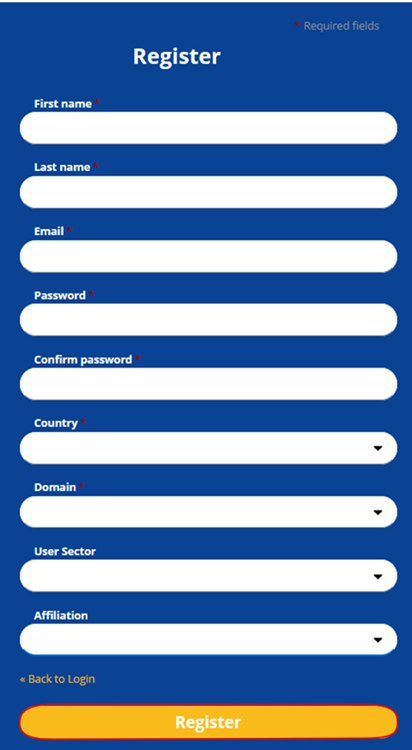 * Required fields
Register
First name *
Last name *
Email *
Password *
Confirm password *
Country *
Domain *
User Sector
Affiliation
« Back to Login
Register